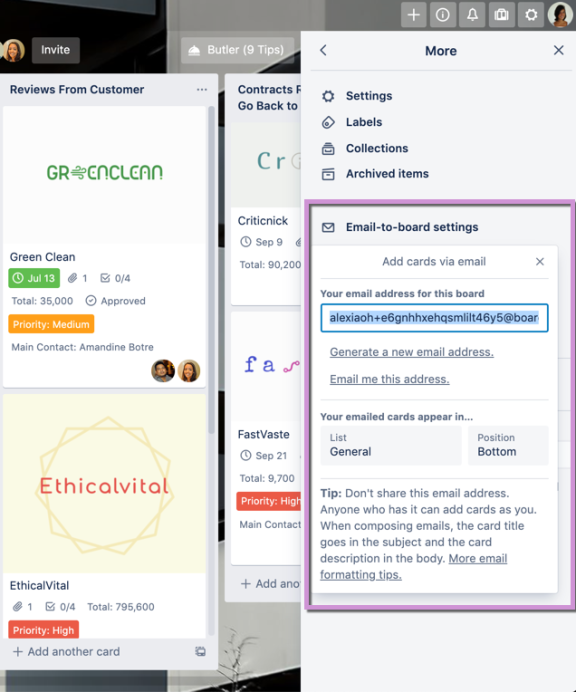 Invite
Butler (9 Tips)
Reviews From Customer
GREENCLEAN
Green Clean
Jul 13
1
0/4
Total: 35,000
Approved
Priority: Medium
Main Contact: Amandine Botre
Ethicalvital
EthicalVital
1
0/4
Total: 795,600
Priority: High
+ Add another card
Contracts R
Go Back to
Cr
Criticnick
Sep 9
Total: 90,200
fa
FastVaste
Sep 21
Total: 9,700
Priority: High
Main Contact
+ Add ano
More
Settings
Labels
Collections
Archived items
Email-to-board settings
Add cards via email
Your email address for this board
alexiaoh+e6gnhhxehqsmlilt46y5@boar
Generate a new email address.
Email me this address.
Your emailed cards appear in...
List
General
Position
Bottom
Tip: Don't share this email address.
Anyone who has it can add cards as you.
When composing emails, the card title
goes in the subject and the card
description in the body. More email
formatting tips.